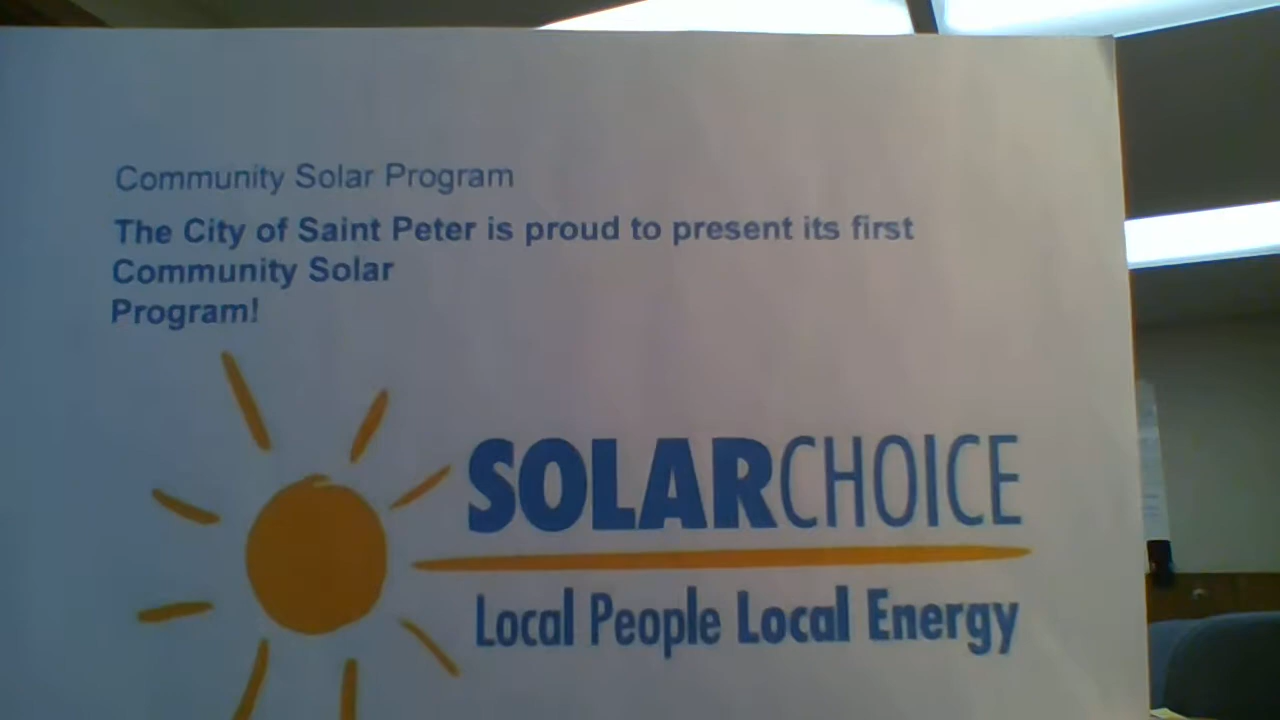 Community Solar Program
The City of Saint Peter is proud to present its first
Community Solar
Program!
SOLARCHOICE
Local People Local Energy